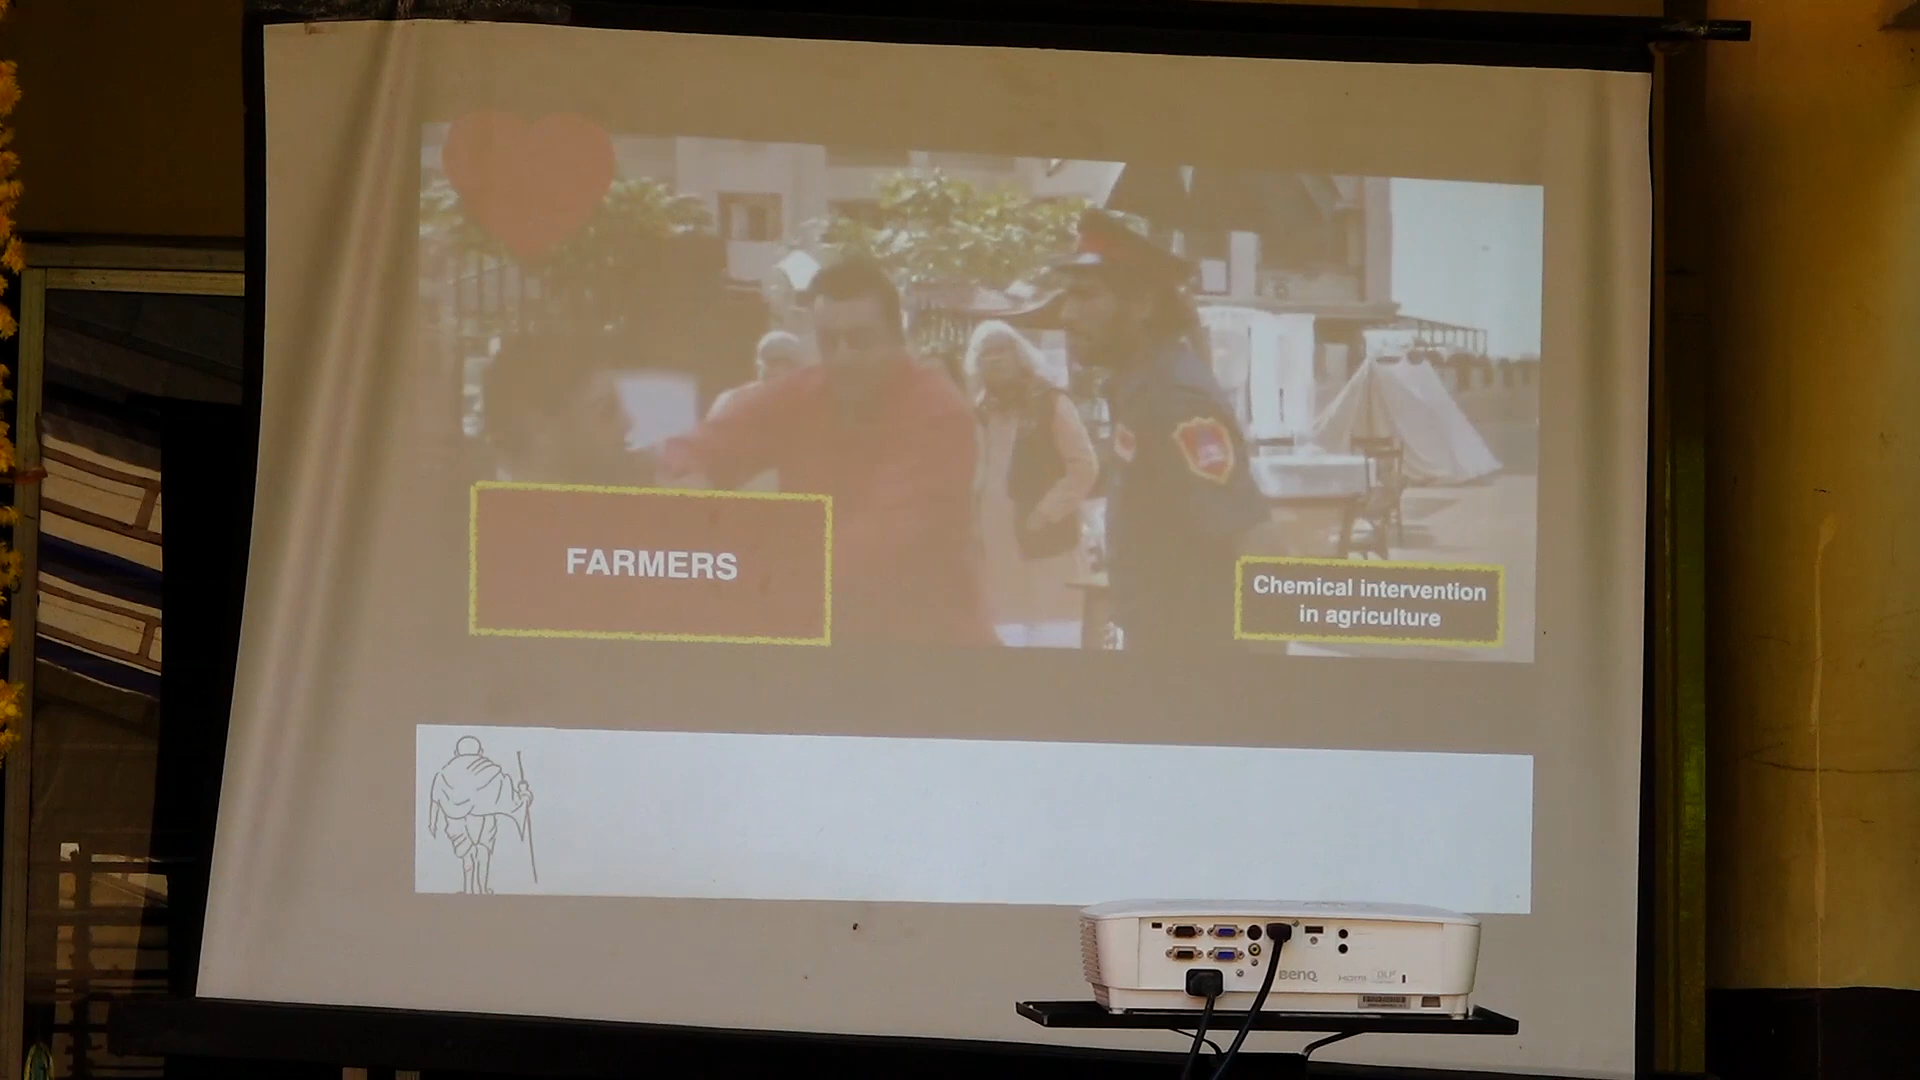 FARMERS
Chemical intervention
in agriculture
BenQ
HDMI
DLP